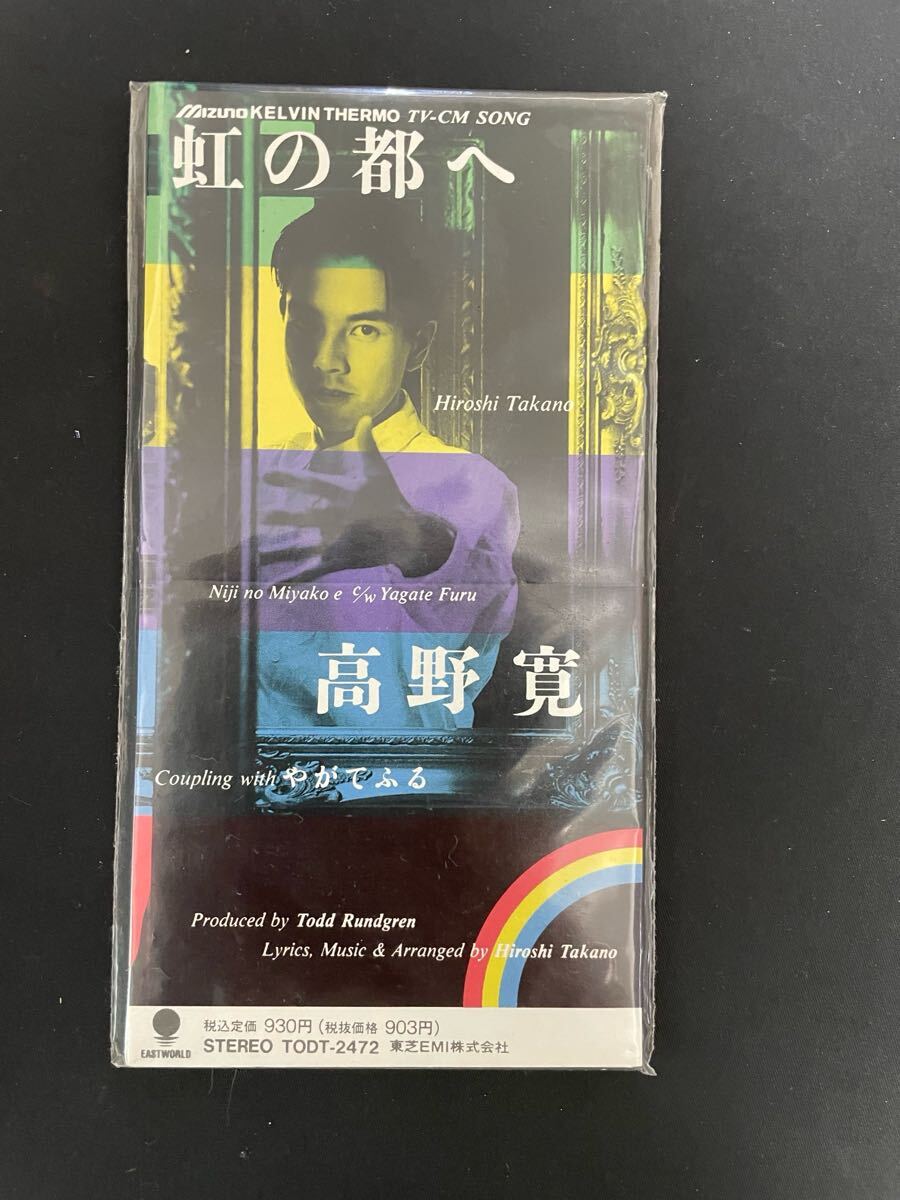 mizuno KELVIN THERMO TV-CM SONG
虹の都へ
Hiroshi Takano
Niji no Miyako e c/w Yagate Furu
高野寛
Coupling with やがてふる
Produced by Todd Rundgren
Lyrics, Music & Arranged by Hiroshi Takano
税込定価 930円(税抜価格 903円)
EASTWORLD STEREO TODT-2472 東芝EMI株式会社